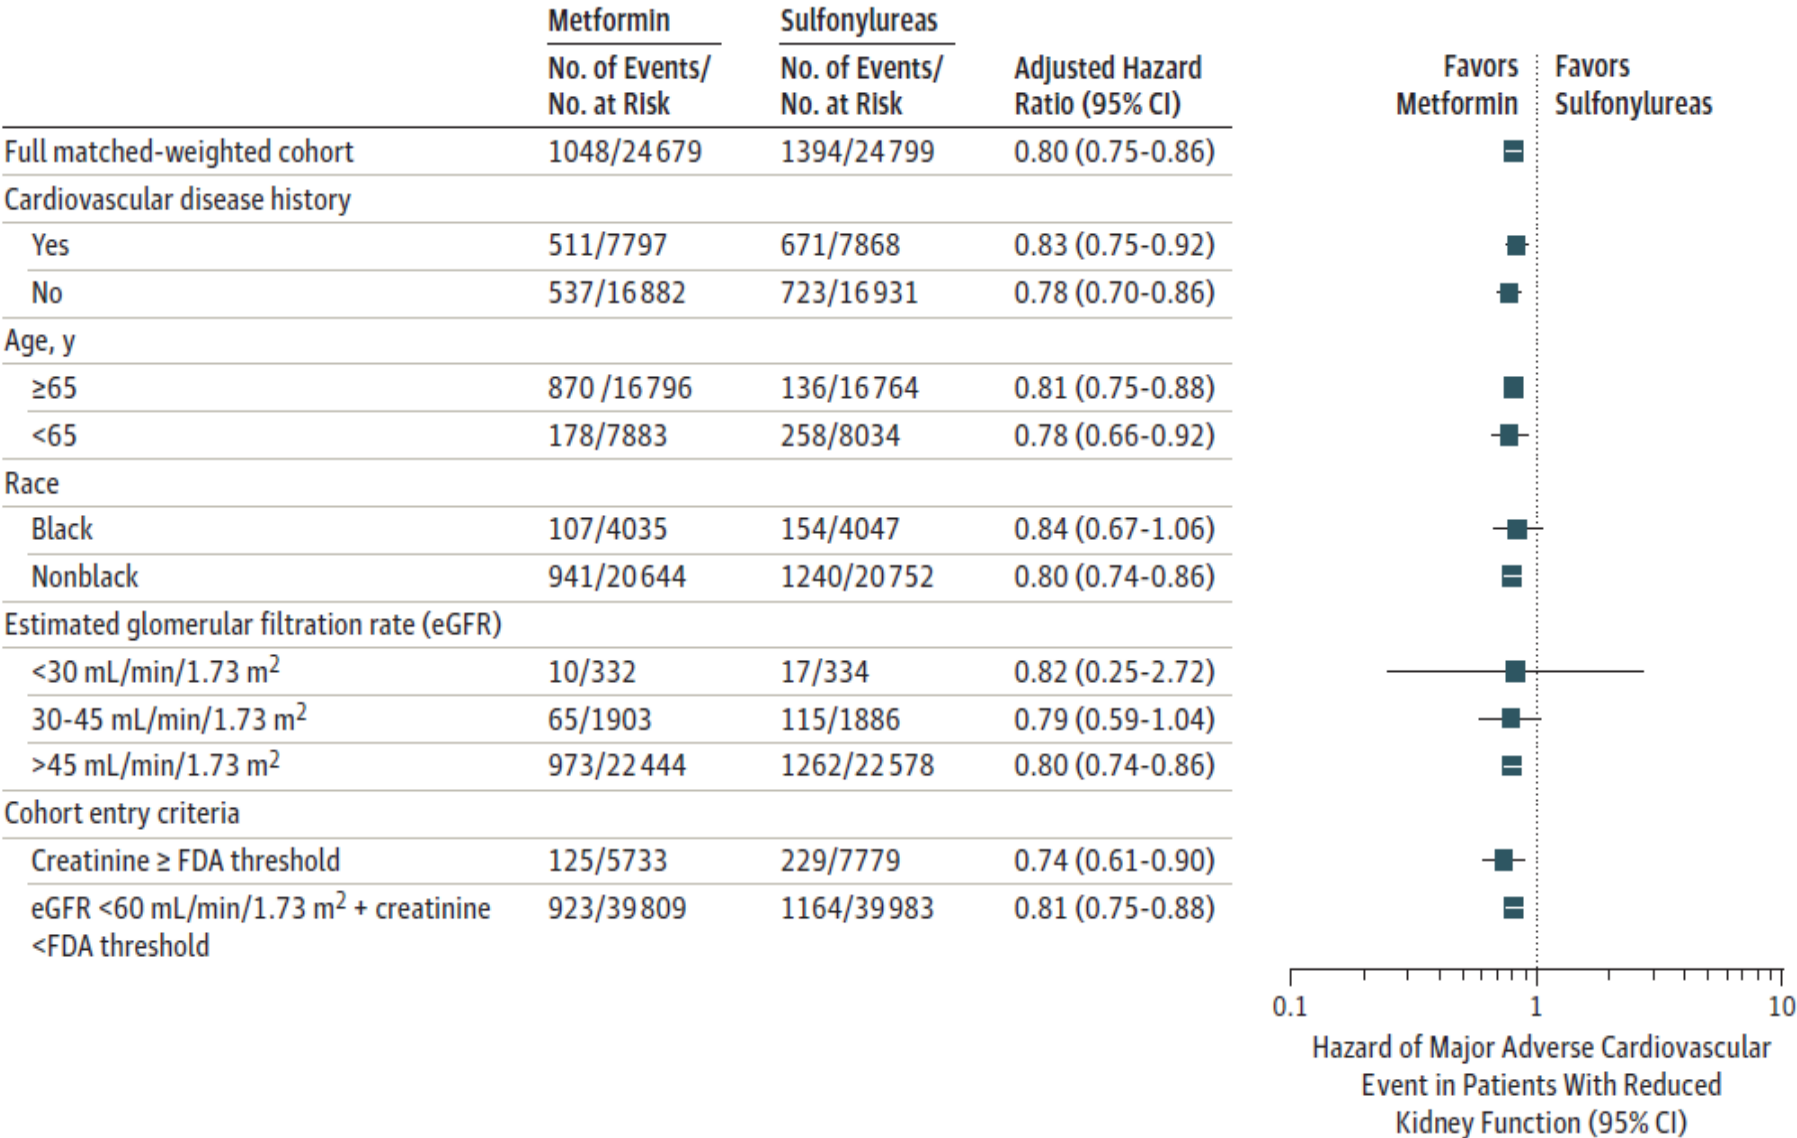 Metformin Sulfonylureas
No. of Events/ No. of Events/ Adjusted Hazard Favors Favors
No. at Risk No. at Risk Ratio (95% CI) Metformin Sulfonylureas
Full matched-weighted cohort 1048/24679 1394/24799 0.80 (0.75-0.86)
Cardiovascular disease history
Yes 511/7797 671/7868 0.83 (0.75-0.92)
No 537/16882 723/16931 0.78 (0.70-0.86)
Age, y
≥65 870 /16796 136/16764 0.81 (0.75-0.88)
<65 178/7883 258/8034 0.78 (0.66-0.92)
Race
Black 107/4035 154/4047 0.84 (0.67-1.06)
Nonblack 941/20644 1240/20752 0.80 (0.74-0.86)
Estimated glomerular filtration rate (eGFR)
<30 mL/min/1.73 m² 10/332 17/334 0.82 (0.25-2.72)
30-45 mL/min/1.73 m² 65/1903 115/1886 0.79 (0.59-1.04)
>45 mL/min/1.73 m² 973/22444 1262/22578 0.80 (0.74-0.86)
Cohort entry criteria
Creatinine ≥ FDA threshold 125/5733 229/7779 0.74 (0.61-0.90)
eGFR <60 mL/min/1.73 m² + creatinine 923/39809 1164/39983 0.81 (0.75-0.88)
<FDA threshold
0.1 1 10
Hazard of Major Adverse Cardiovascular
Event in Patients With Reduced
Kidney Function (95% CI)